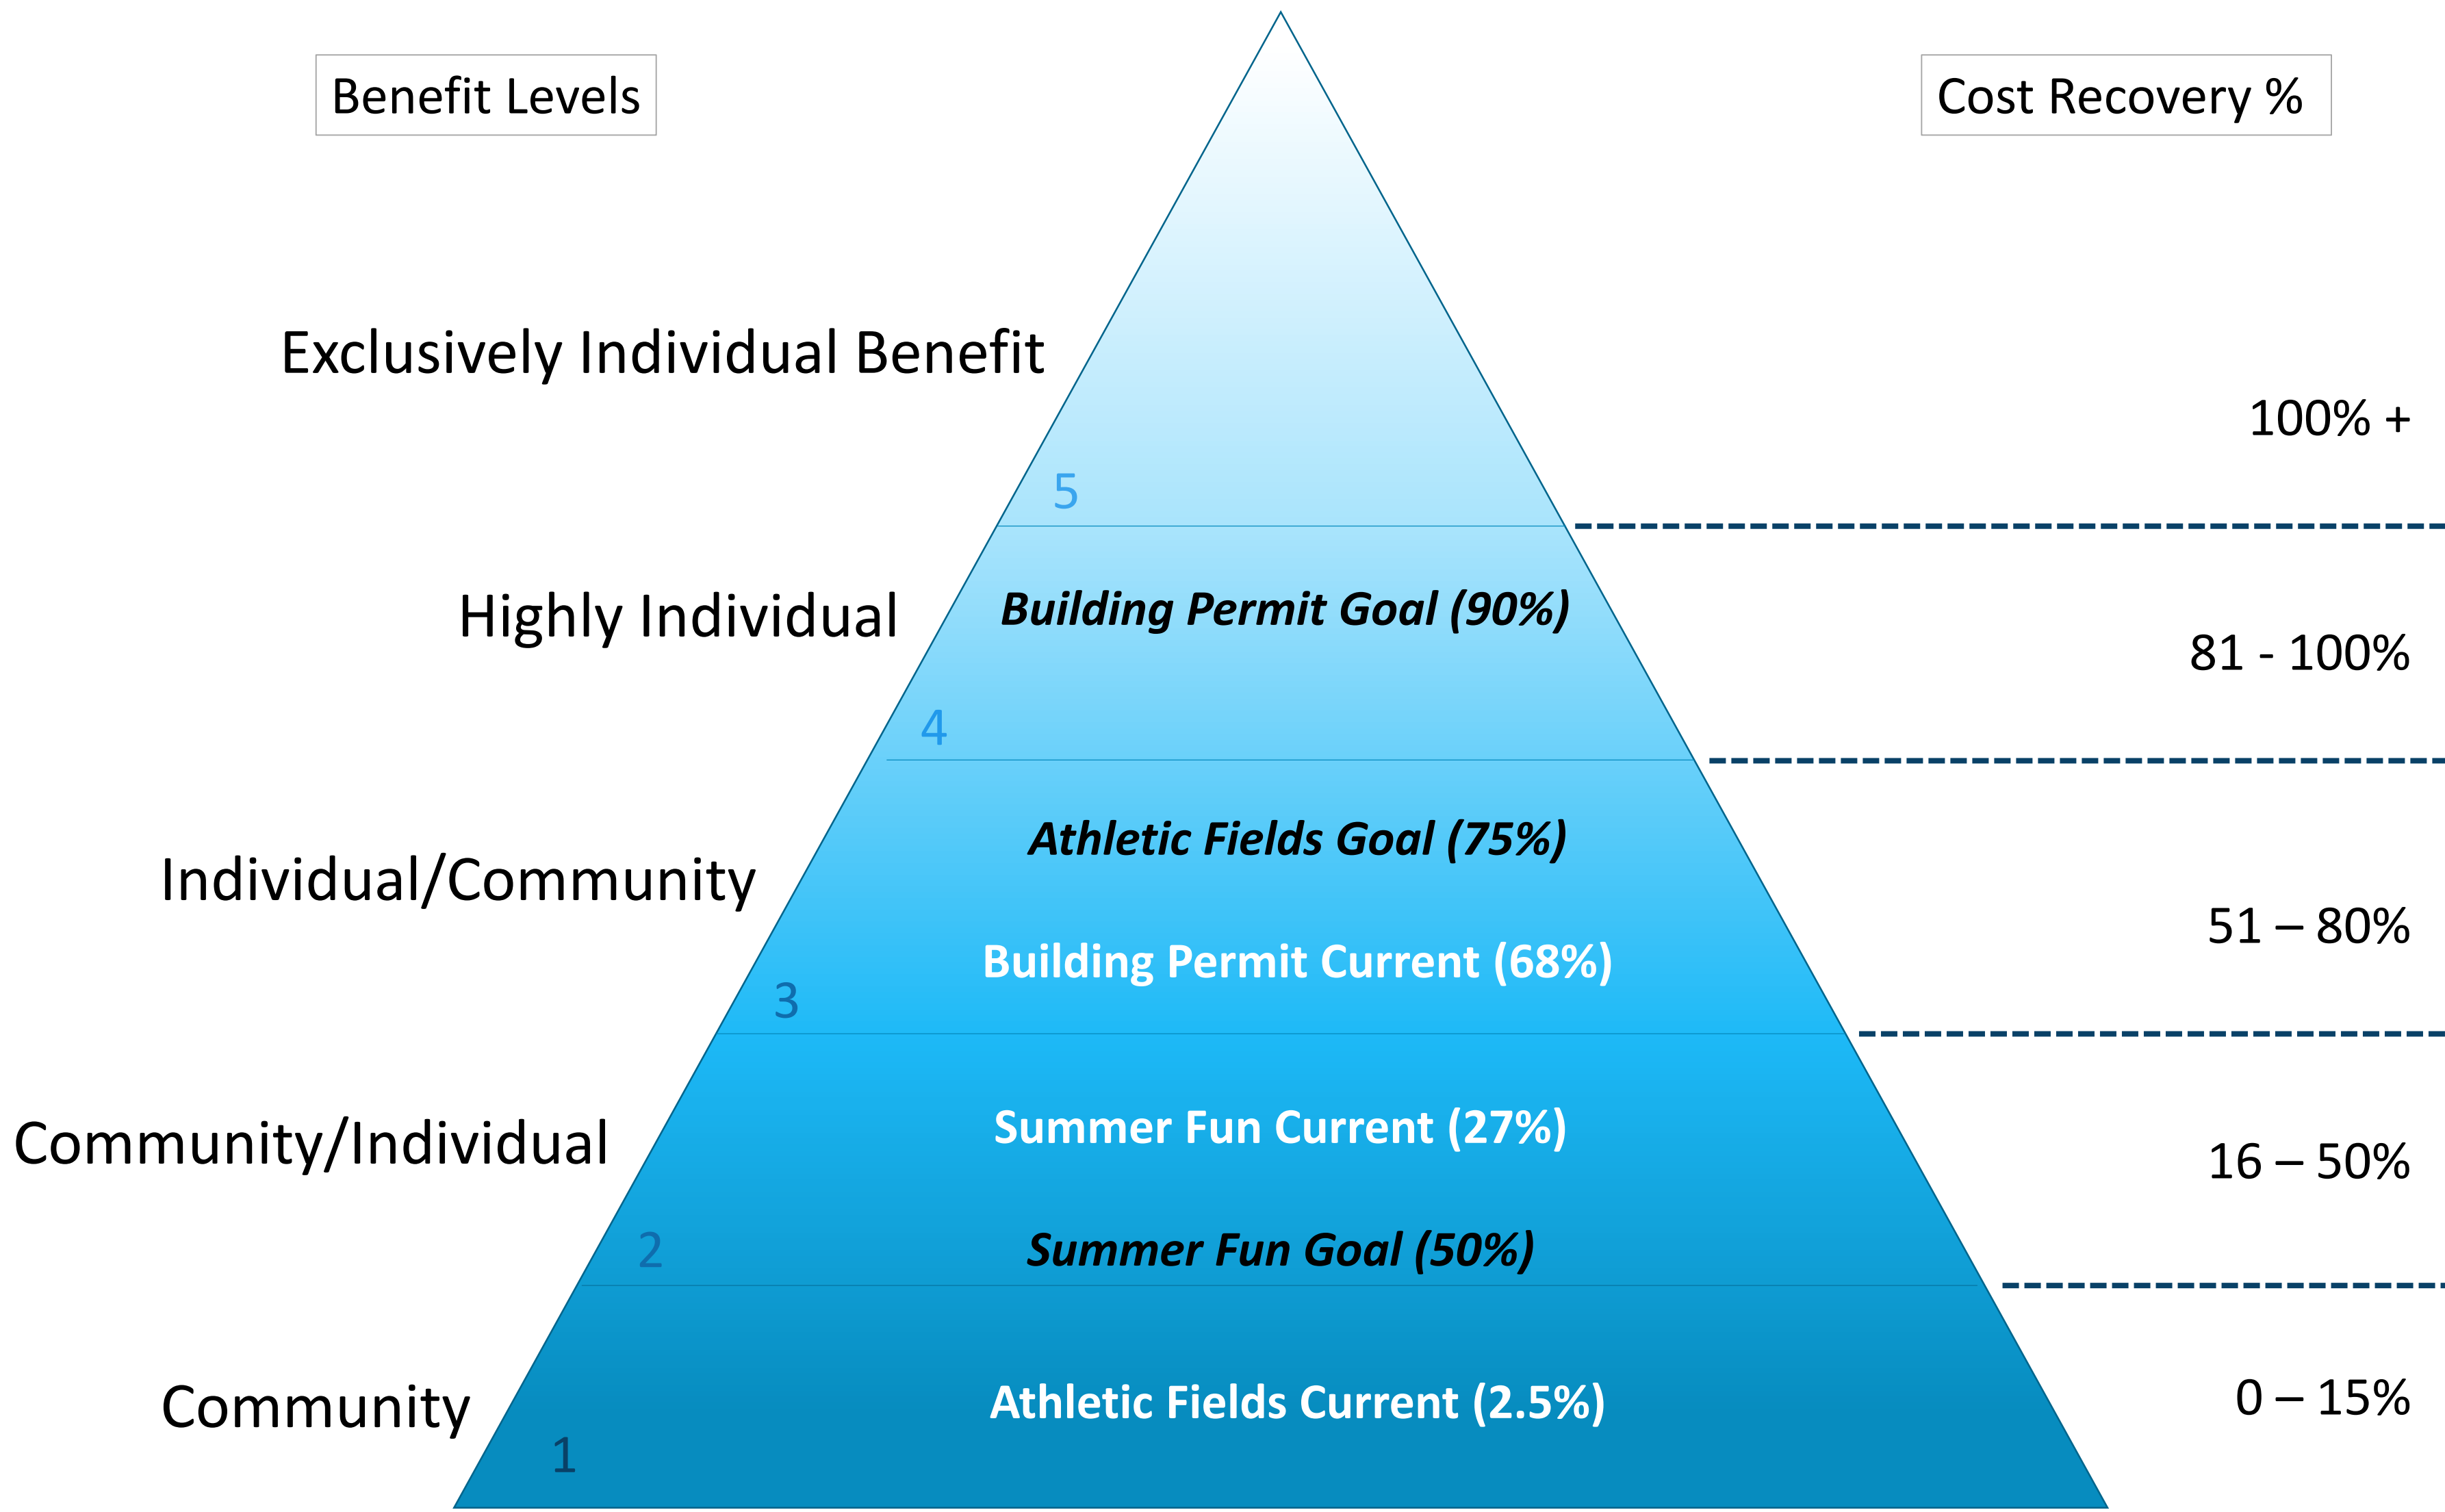 Benefit Levels
Cost Recovery %
Exclusively Individual Benefit
100% +
5
Highly Individual
Building Permit Goal (90%)
81 - 100%
4
Athletic Fields Goal (75%)
Individual/Community
51 – 80%
Building Permit Current (68%)
3
Summer Fun Current (27%)
Community/Individual
16 – 50%
2
Summer Fun Goal (50%)
Community
Athletic Fields Current (2.5%)
0 – 15%
1